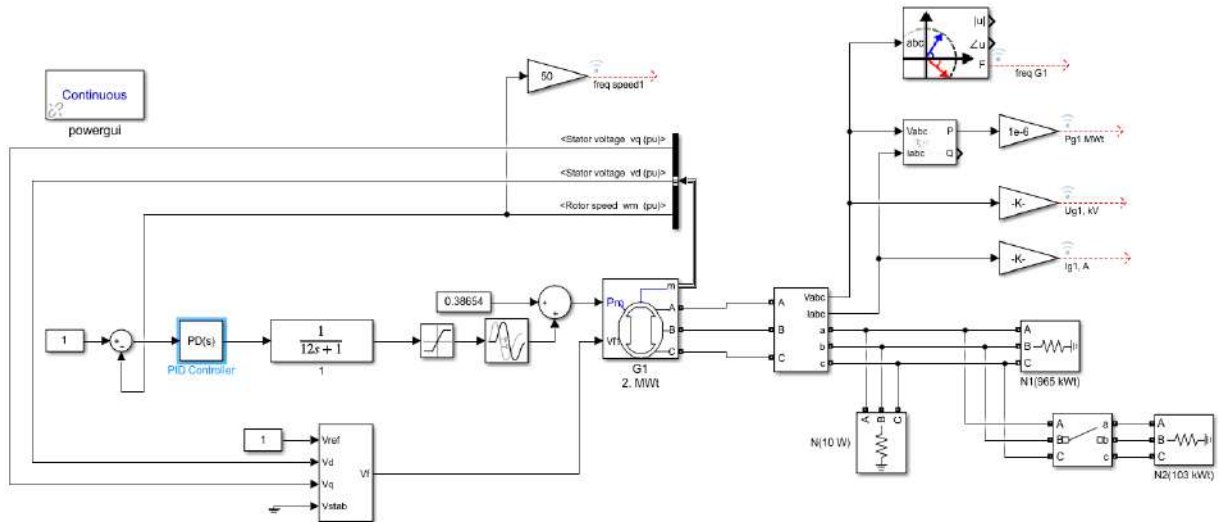 Continuous
powergui
50
freq speed1
<Stator voltage vq (pu)>
<Stator voltage vd (pu)>
<Rotor speed wm (pu)>
|u|
abc
∠u
F
freq G1
Vabc
Iabc
P
Q
1e-6
Pg1 MWt
-K-
Ug1, kV
-K-
Ig1, A
1
PD(s)
PID Controller
1
12s + 1
1
0.38654
Pm
Vf
m
A
B
C
G1
2. MWt
A
B
C
Vabc
Iabc
a
b
c
A
B
C
N1(965 kWt)
A B C
N(10 W)
A
B
C
a
b
c
A
B
C
N2(103 kWt)
1
Vref
Vd
Vq
Vstab
Vf